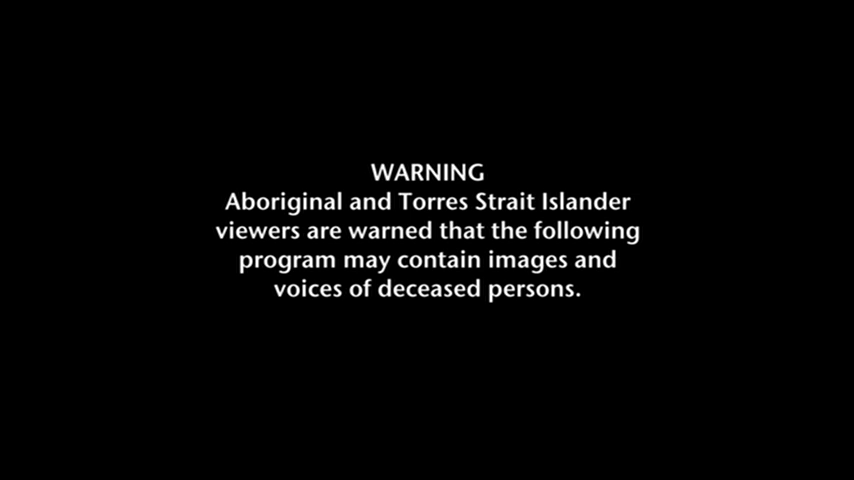 WARNING
Aboriginal and Torres Strait Islander
viewers are warned that the following
program may contain images and
voices of deceased persons.